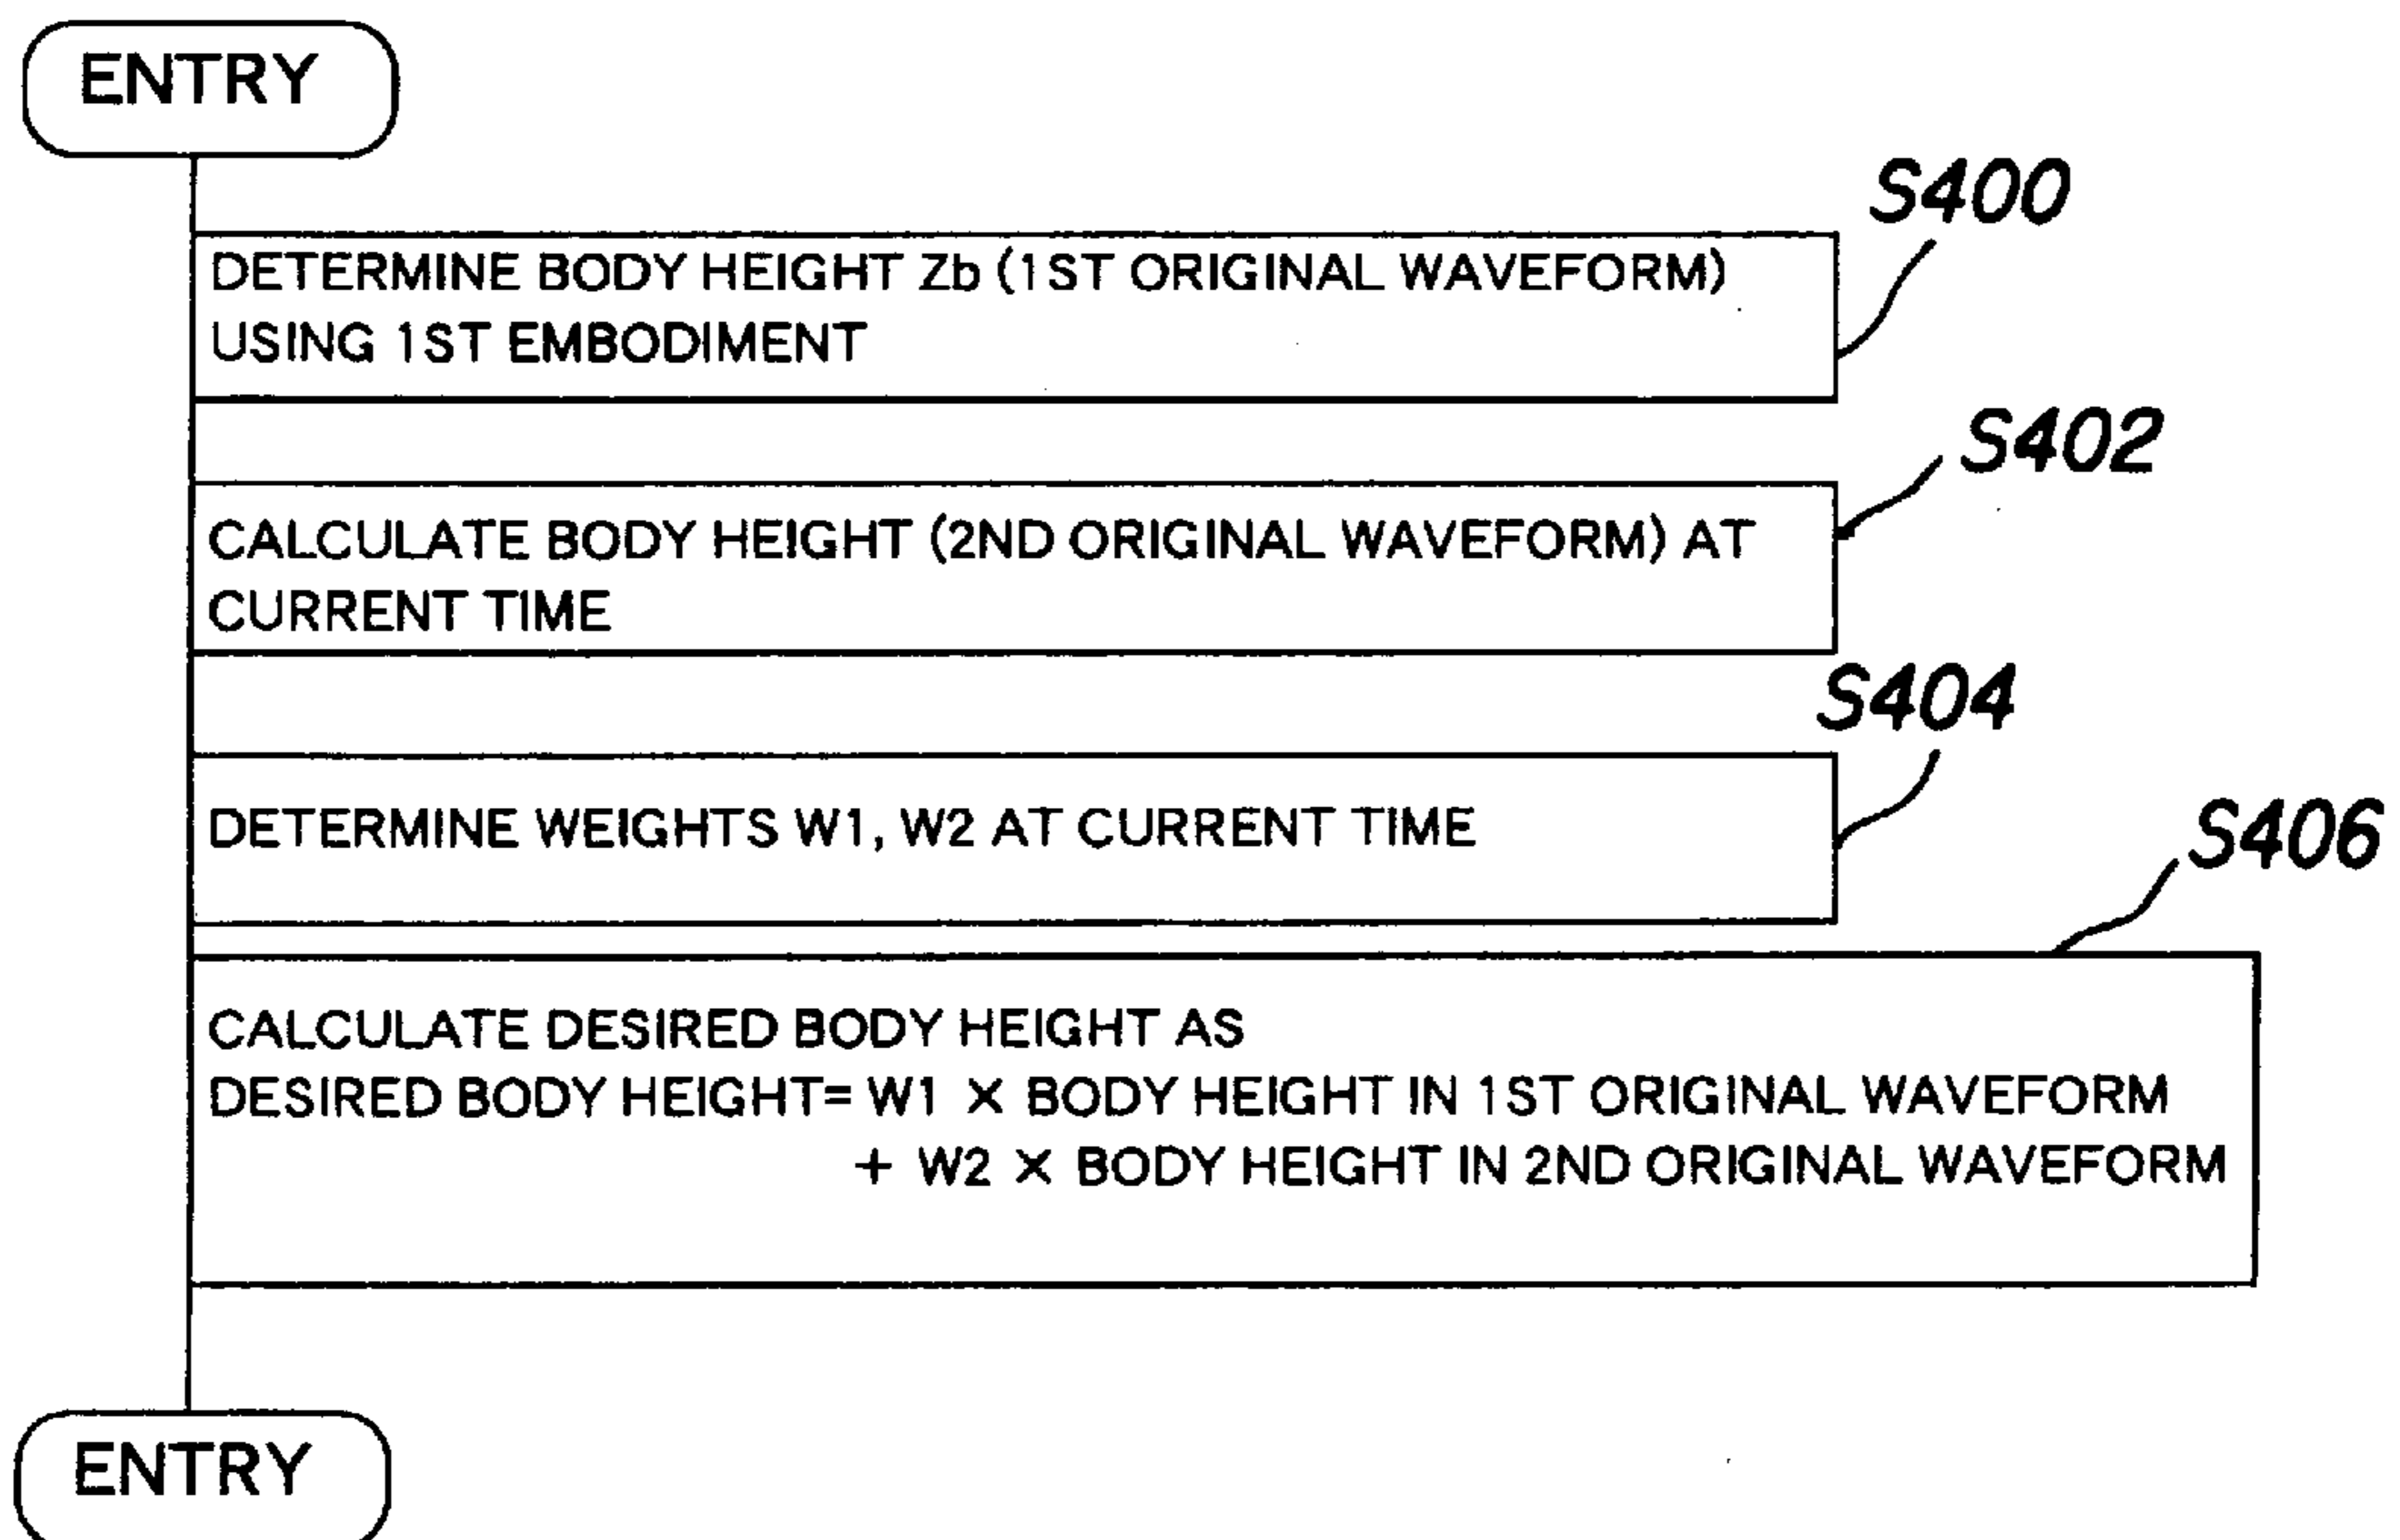 ENTRY
S400
DETERMINE BODY HEIGHT Zb (1ST ORIGINAL WAVEFORM)
USING 1ST EMBODIMENT
S402
CALCULATE BODY HEIGHT (2ND ORIGINAL WAVEFORM) AT
CURRENT TIME
S404
DETERMINE WEIGHTS W1, W2 AT CURRENT TIME
S406
CALCULATE DESIRED BODY HEIGHT AS
DESIRED BODY HEIGHT= W1 × BODY HEIGHT IN 1ST ORIGINAL WAVEFORM
+ W2 × BODY HEIGHT IN 2ND ORIGINAL WAVEFORM
ENTRY